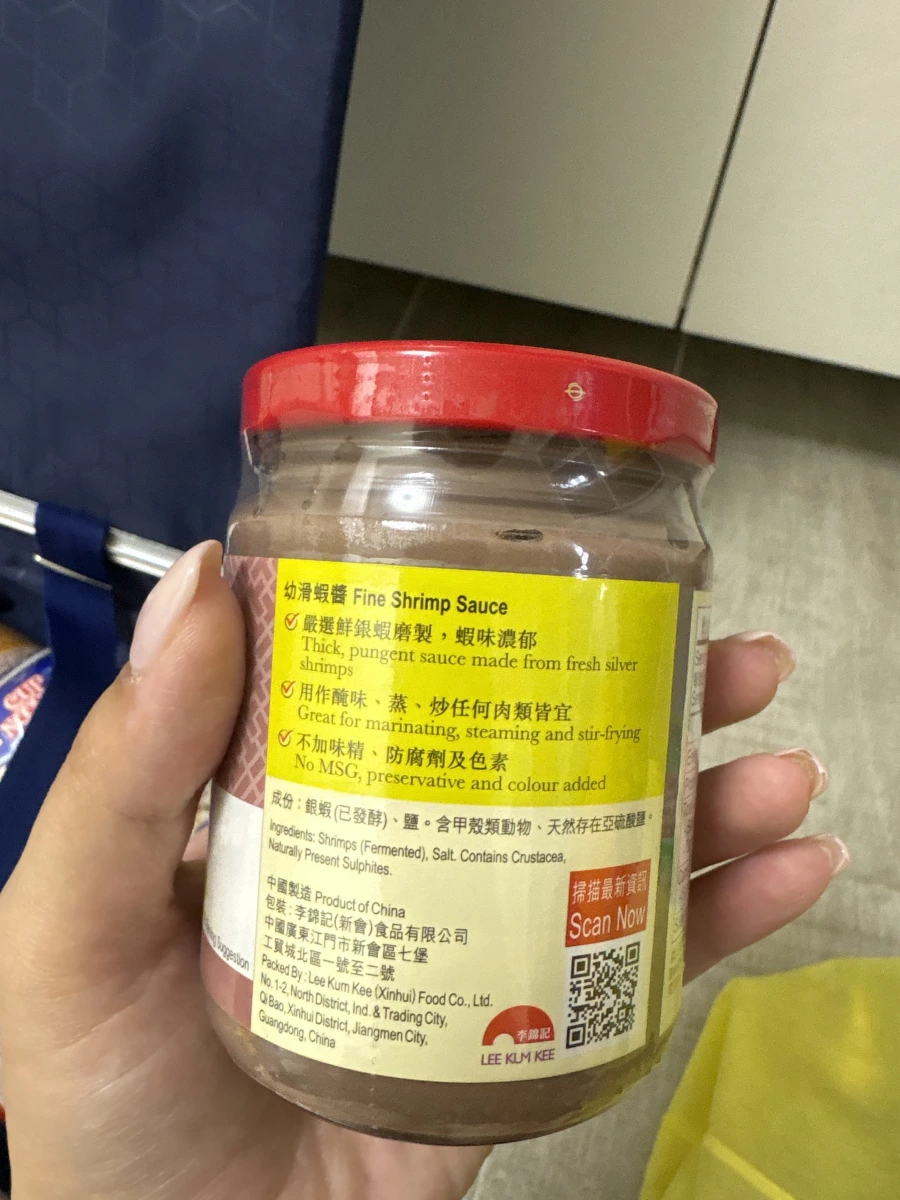 幼滑蝦醬 Fine Shrimp Sauce
嚴選鮮銀蝦磨製，蝦味濃郁
Thick, pungent sauce made from fresh silver
shrimps
用作醃味、蒸、炒任何肉類皆宜
Great for marinating, steaming and stir-frying
不加味精、防腐劑及色素
No MSG, preservative and colour added
成份：銀蝦(已發酵)、鹽。含甲殼類動物、天然存在亞硫酸鹽。
Ingredients: Shrimps (Fermented), Salt. Contains Crustacea,
Naturally Present Sulphites.
中國製造 Product of China
包裝：李錦記(新會)食品有限公司
中國廣東江門市新會區七堡
工貿城北區一號至二號
Packed By : Lee Kum Kee (Xinhui) Food Co., Ltd.
No. 1-2, North District, Ind. & Trading City,
Qi Bao, Xinhui District, Jiangmen City,
Guangdong, China
掃描最新資訊
Scan Now
李錦記
LEE KUM KEE
Suggestion